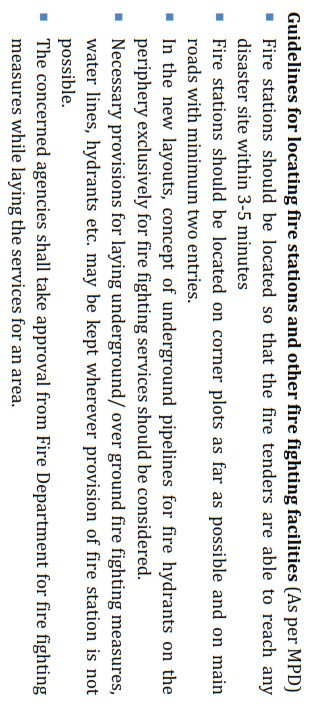 Guidelines for locating fire stations and other fire fighting facilities (As per MPD)
▪ Fire stations should be located so that the fire tenders are able to reach any
disaster site within 3-5 minutes
▪ Fire stations should be located on corner plots as far as possible and on main
roads with minimum two entries.
▪ In the new layouts, concept of underground pipelines for fire hydrants on the
periphery exclusively for fire fighting services should be considered.
▪ Necessary provisions for laying underground/ over ground fire fighting measures,
water lines, hydrants etc. may be kept wherever provision of fire station is not
possible.
▪ The concerned agencies shall take approval from Fire Department for fire fighting
measures while laying the services for an area.